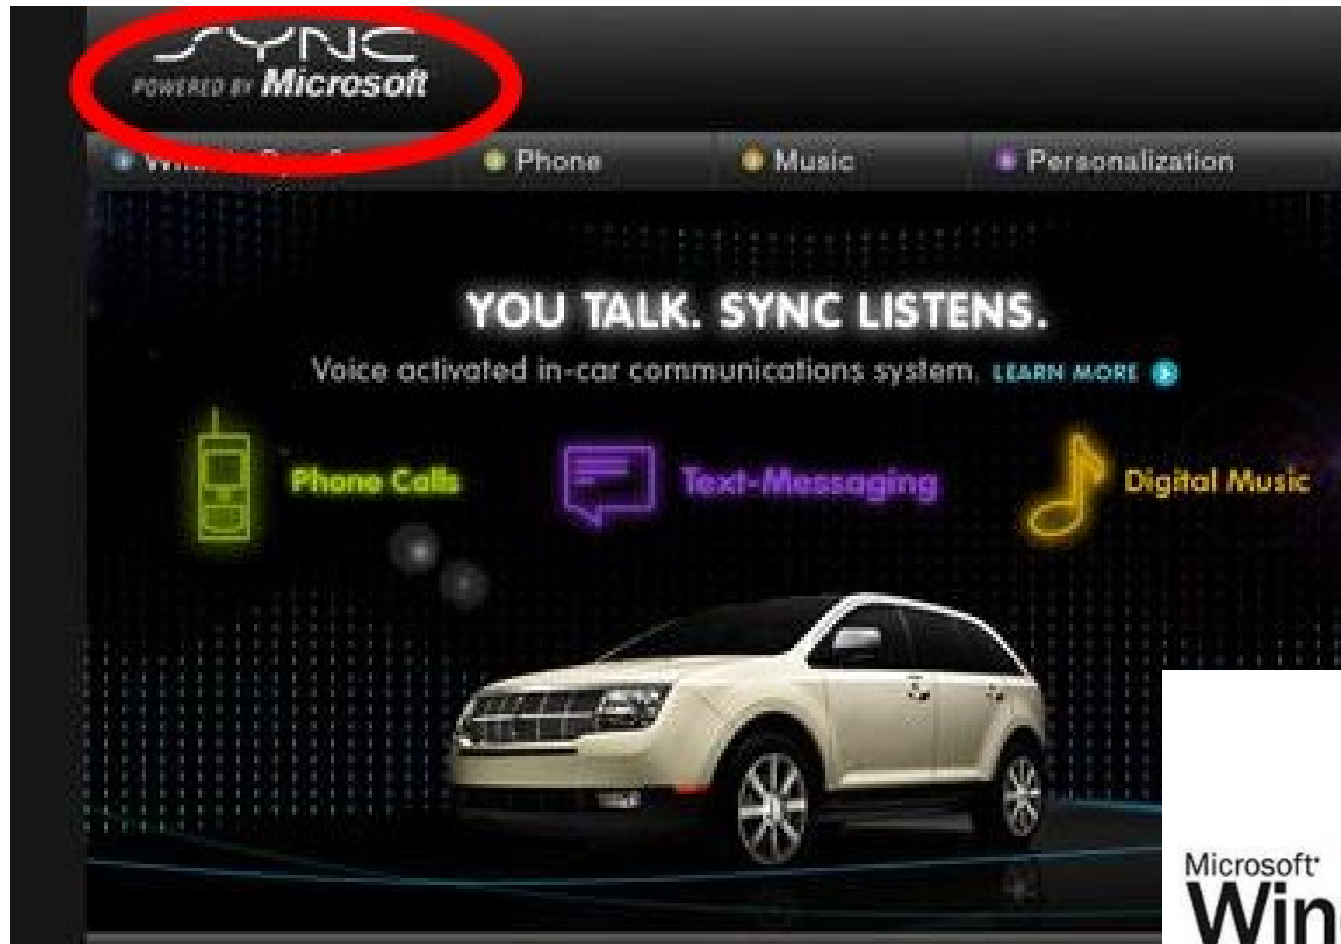 SYNC
POWERED BY Microsoft
Phone
Music
Personalization
YOU TALK. SYNC LISTENS.
Voice activated in-car communications system. LEARN MORE
Phone Calls
Text-Messaging
Digital Music
Microsoft
Win